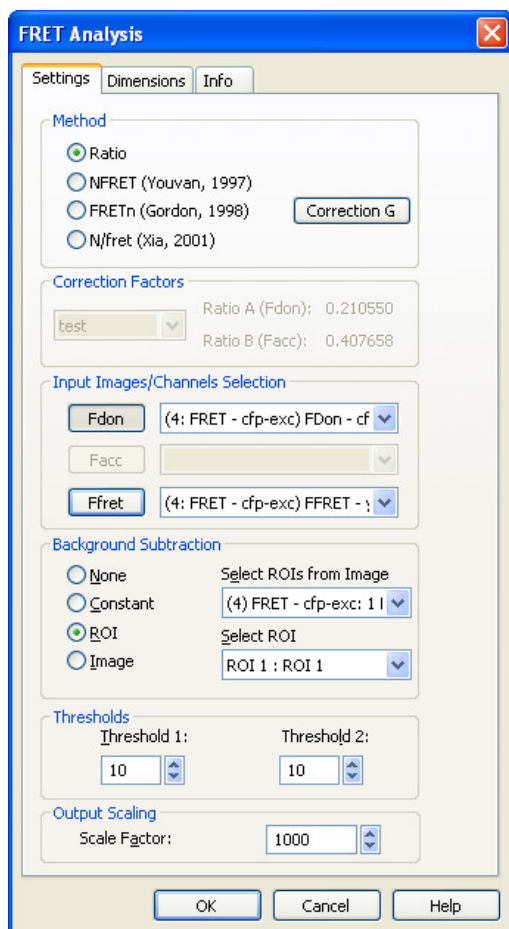 FRET Analysis
Settings Dimensions Info
Method
Ratio
NFRET (Youvan, 1997)
FRETn (Gordon, 1998) Correction G
N/fret (Xia, 2001)
Correction Factors
test Ratio A (Fdon): 0.210550
Ratio B (Facc): 0.407658
Input Images/Channels Selection
Fdon (4: FRET - cfp-exc) FDon - cf
Facc
Ffret (4: FRET - cfp-exc) FFRET -
Background Subtraction
None Select ROIs from Image
Constant (4) FRET - cfp-exc: 1
ROI Select ROI
Image ROI 1 : ROI 1
Thresholds
Threshold 1: Threshold 2:
10 10
Output Scaling
Scale Factor: 1000
OK Cancel Help